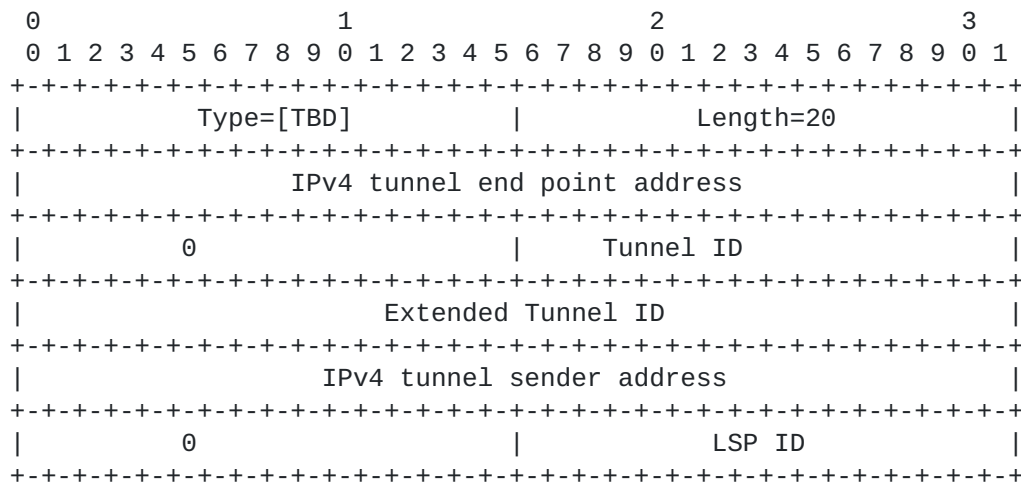 0                   1                   2                   3
 0 1 2 3 4 5 6 7 8 9 0 1 2 3 4 5 6 7 8 9 0 1 2 3 4 5 6 7 8 9 0 1
+-+-+-+-+-+-+-+-+-+-+-+-+-+-+-+-+-+-+-+-+-+-+-+-+-+-+-+-+-+-+-+-+
|           Type=[TBD]          |           Length=20           |
+-+-+-+-+-+-+-+-+-+-+-+-+-+-+-+-+-+-+-+-+-+-+-+-+-+-+-+-+-+-+-+-+
|                 IPv4 tunnel end point address                 |
+-+-+-+-+-+-+-+-+-+-+-+-+-+-+-+-+-+-+-+-+-+-+-+-+-+-+-+-+-+-+-+-+
|          0                    |     Tunnel ID                 |
+-+-+-+-+-+-+-+-+-+-+-+-+-+-+-+-+-+-+-+-+-+-+-+-+-+-+-+-+-+-+-+-+
|                       Extended Tunnel ID                      |
+-+-+-+-+-+-+-+-+-+-+-+-+-+-+-+-+-+-+-+-+-+-+-+-+-+-+-+-+-+-+-+-+
|                   IPv4 tunnel sender address                  |
+-+-+-+-+-+-+-+-+-+-+-+-+-+-+-+-+-+-+-+-+-+-+-+-+-+-+-+-+-+-+-+-+
|          0                    |            LSP ID             |
+-+-+-+-+-+-+-+-+-+-+-+-+-+-+-+-+-+-+-+-+-+-+-+-+-+-+-+-+-+-+-+-+